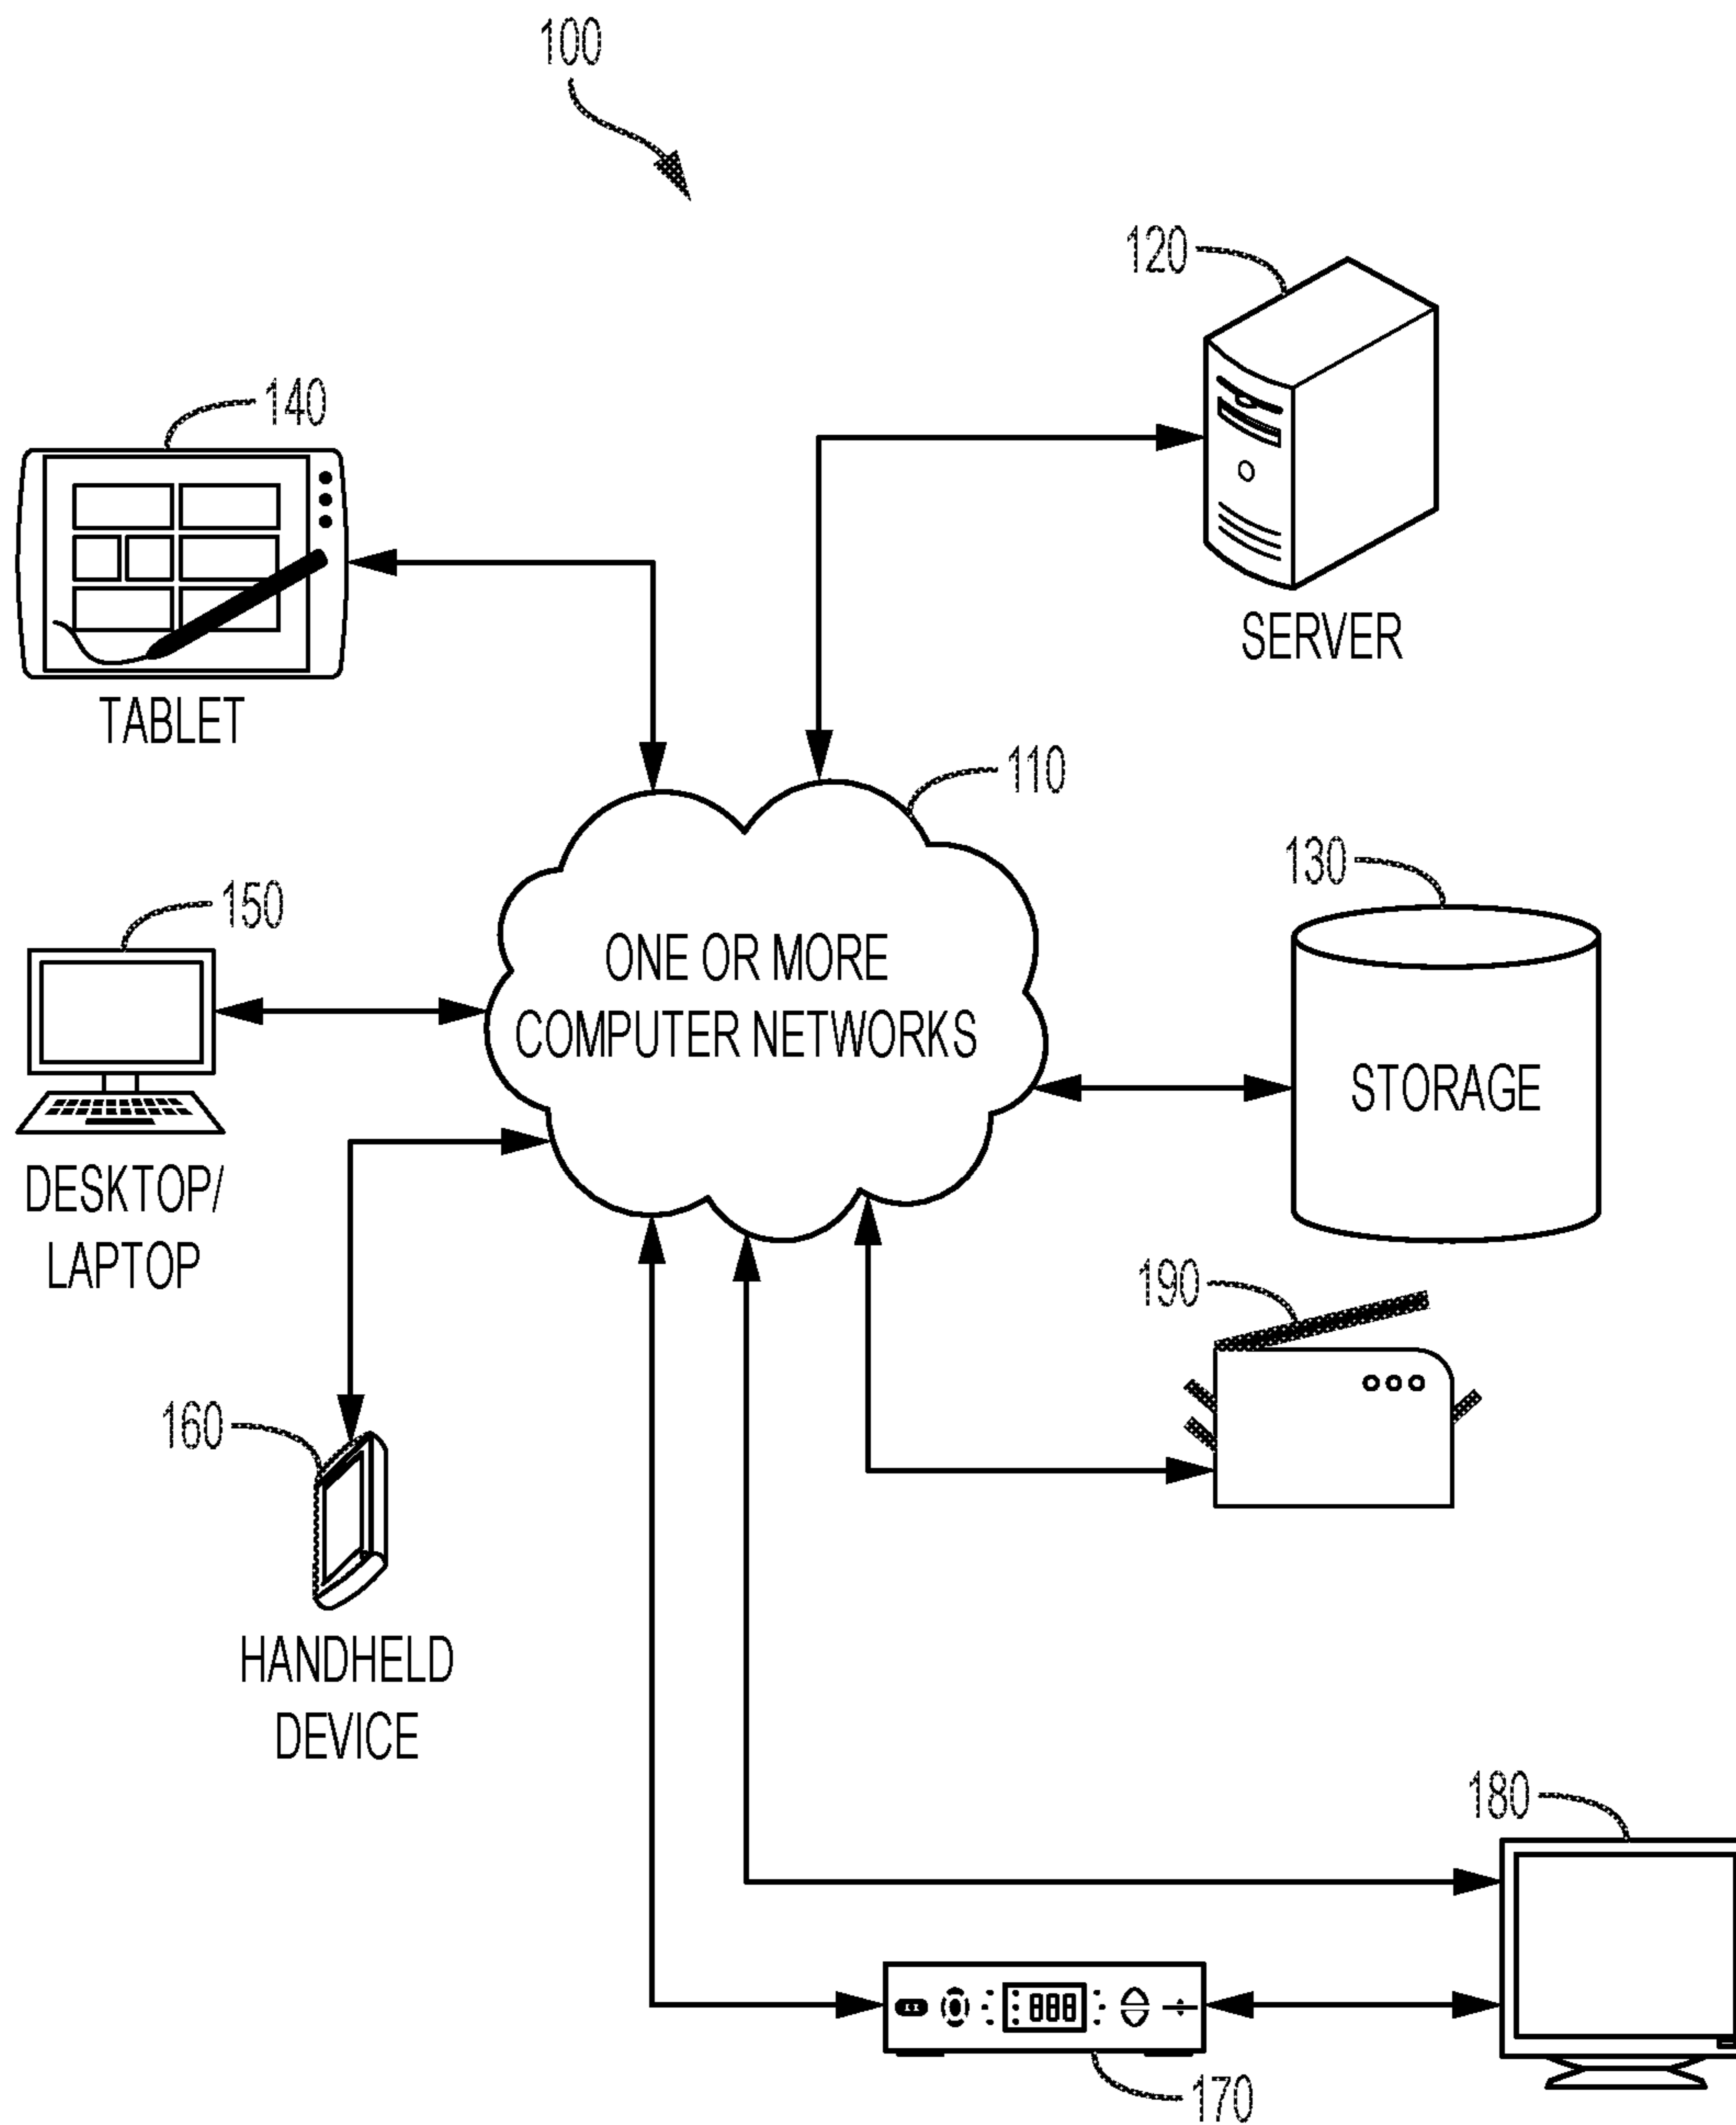 100
120
140
TABLET
SERVER
110
130
150
ONE OR MORE
COMPUTER NETWORKS
STORAGE
DESKTOP/
LAPTOP
190
160
HANDHELD
DEVICE
180
888
170